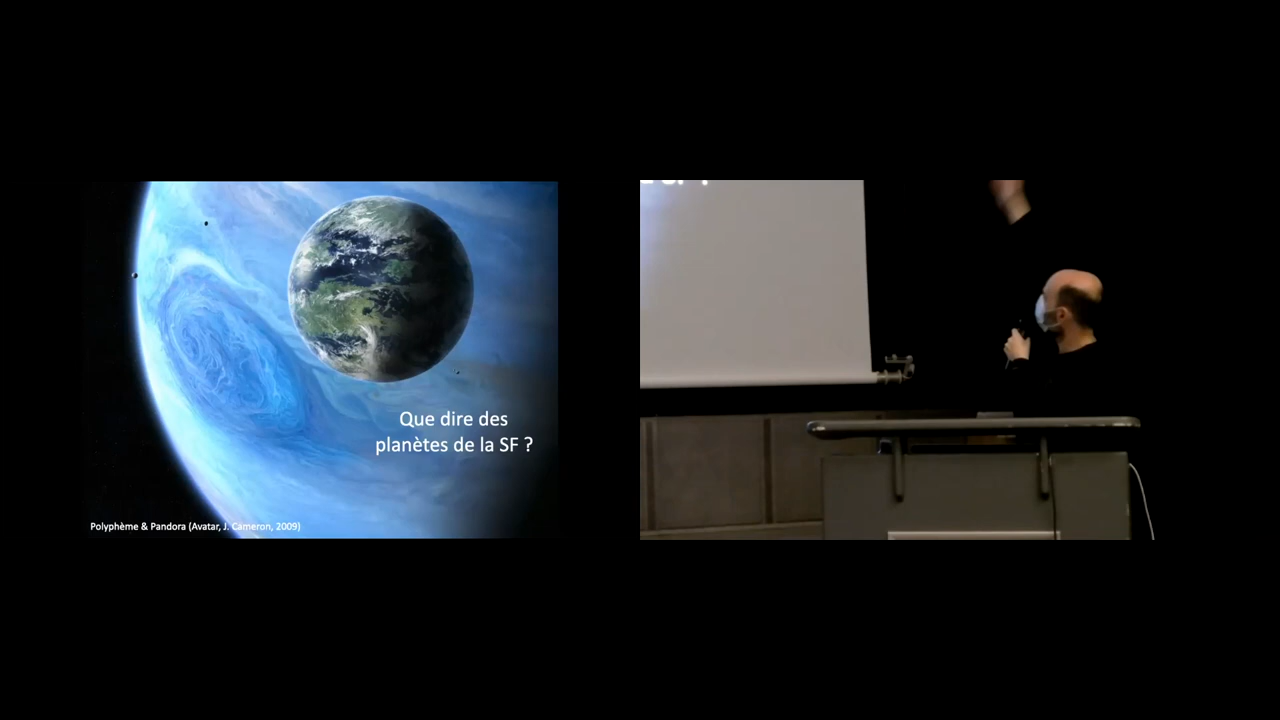 Que dire des
planètes de la SF ?
Polyphème & Pandora (Avatar, J. Cameron, 2009)